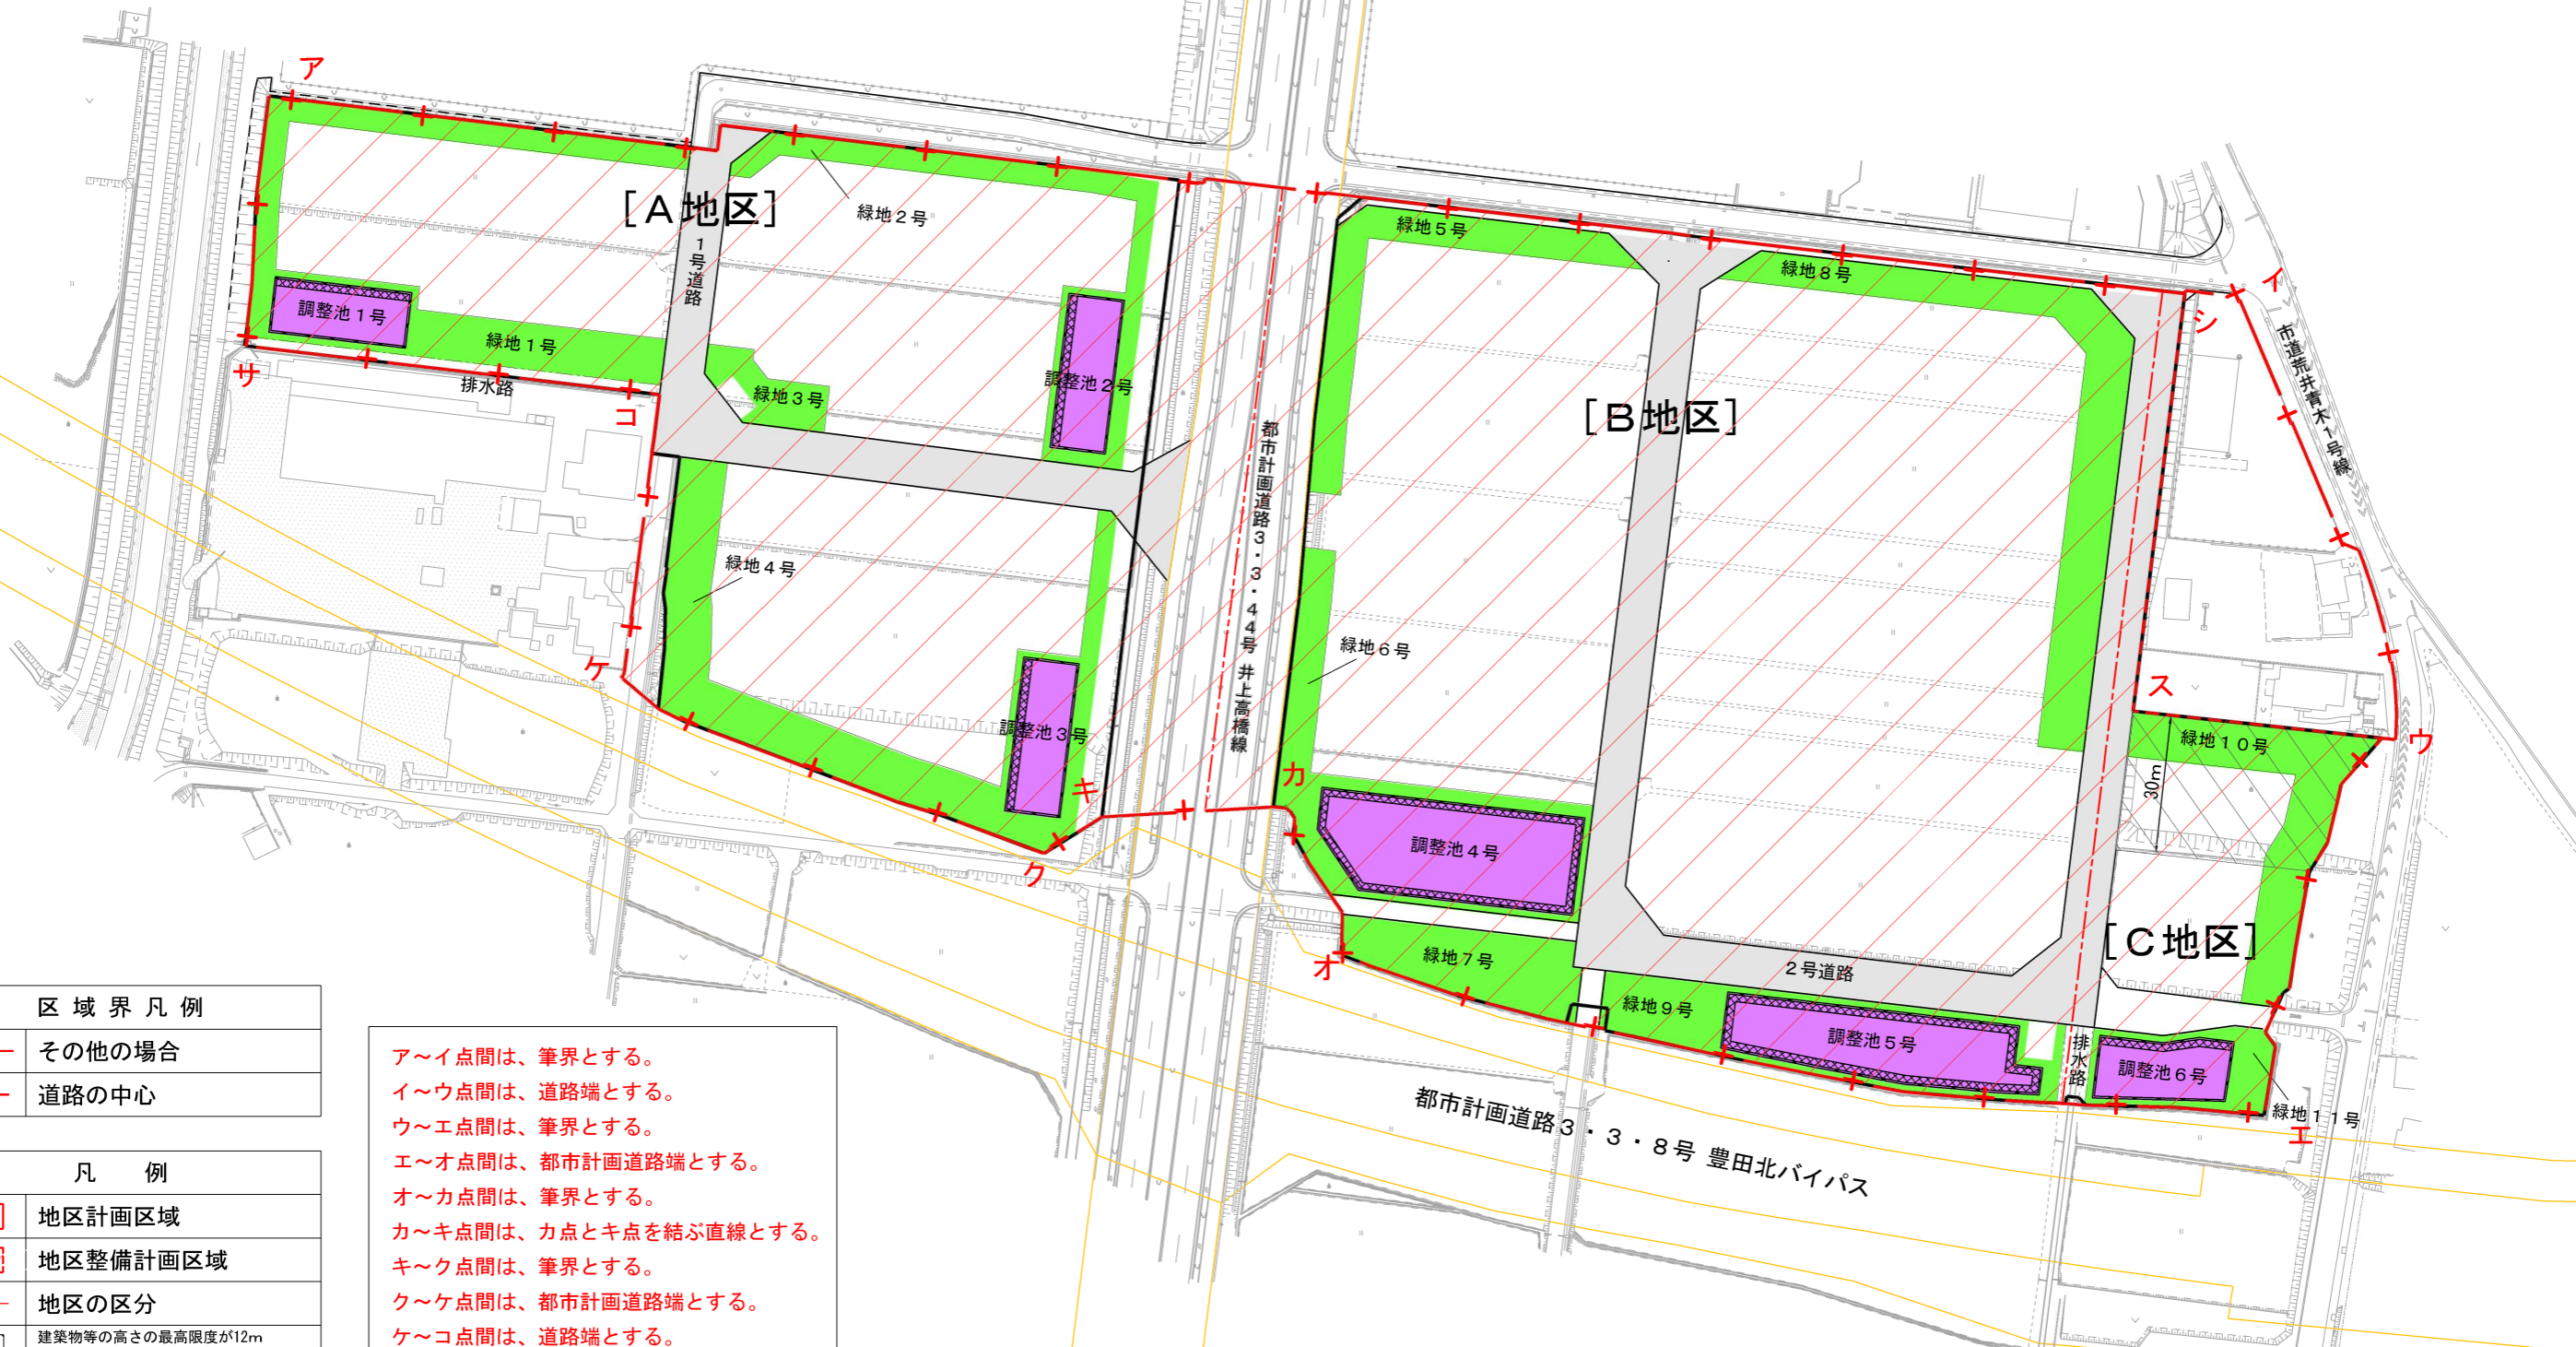 ア
[A地区]
緑地2号
1号道路
調整池1号
緑地1号
サ
排水路
コ
緑地3号
調整池2号
緑地4号
ケ
調整池3号
キ
ク
都市計画道路3・3・44号 井上高橋線
緑地5号
緑地8号
イ
シ
市道荒井青木1号線
[B地区]
緑地6号
ス
緑地10号
ウ
30m
カ
調整池4号
[C地区]
緑地7号
オ
2号道路
緑地9号
調整池5号
排水路
調整池6号
緑地11号
エ
都市計画道路3・3・8号 豊田北バイパス
区域界凡例
その他の場合
道路の中心
凡 例
地区計画区域
地区整備計画区域
地区の区分
建築物等の高さの最高限度が12m
ア～イ点間は、筆界とする。
イ～ウ点間は、道路端とする。
ウ～エ点間は、筆界とする。
エ～オ点間は、都市計画道路端とする。
オ～カ点間は、筆界とする。
カ～キ点間は、カ点とキ点を結ぶ直線とする。
キ～ク点間は、筆界とする。
ク～ケ点間は、都市計画道路端とする。
ケ～コ点間は、道路端とする。